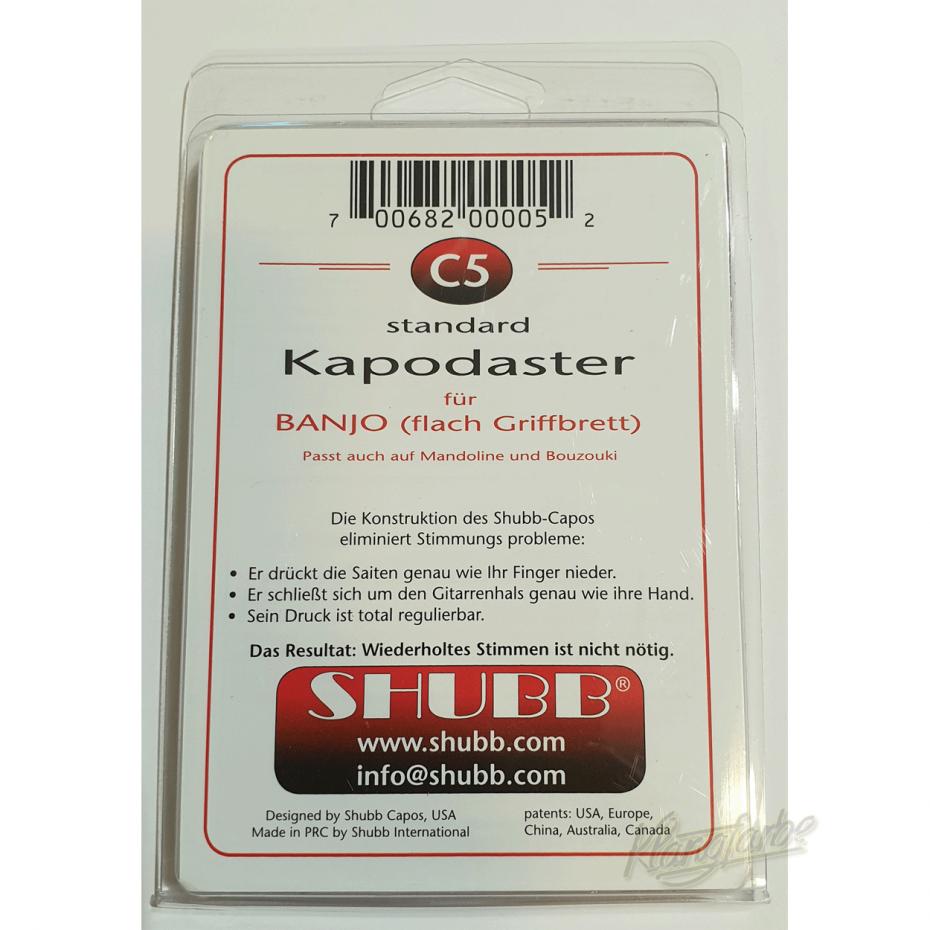 7 00682 00005 2
C5
standard
Kapodaster
für
BANJO (flach Griffbrett)
Passt auch auf Mandoline und Bouzouki
Die Konstruktion des Shubb-Capos
eliminiert Stimmungs probleme:
• Er drückt die Saiten genau wie Ihr Finger nieder.
• Er schließt sich um den Gitarrenhals genau wie ihre Hand.
• Sein Druck ist total regulierbar.
Das Resultat: Wiederholtes Stimmen ist nicht nötig.
SHUBB®
www.shubb.com
info@shubb.com
Designed by Shubb Capos, USA
Made in PRC by Shubb International
patents: USA, Europe,
China, Australia, Canada
Klangfarbe